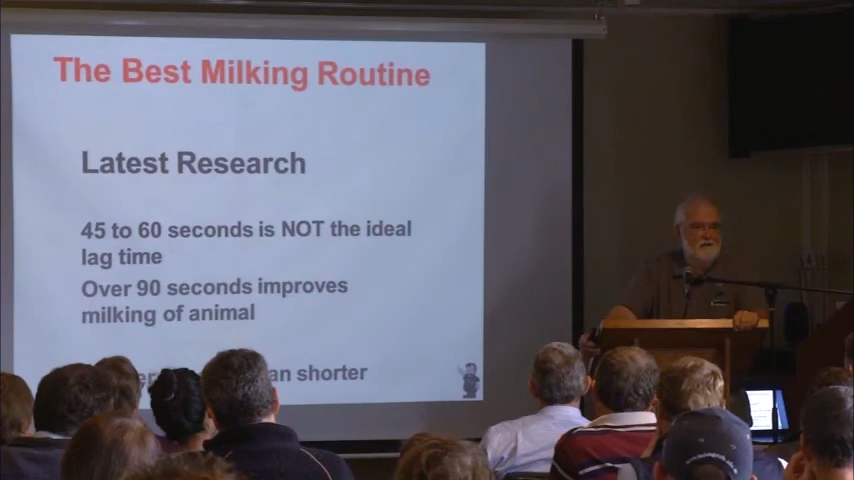 The Best Milking Routine
Latest Research
45 to 60 seconds is NOT the ideal
lag time
Over 90 seconds improves
milking of animal
shorter